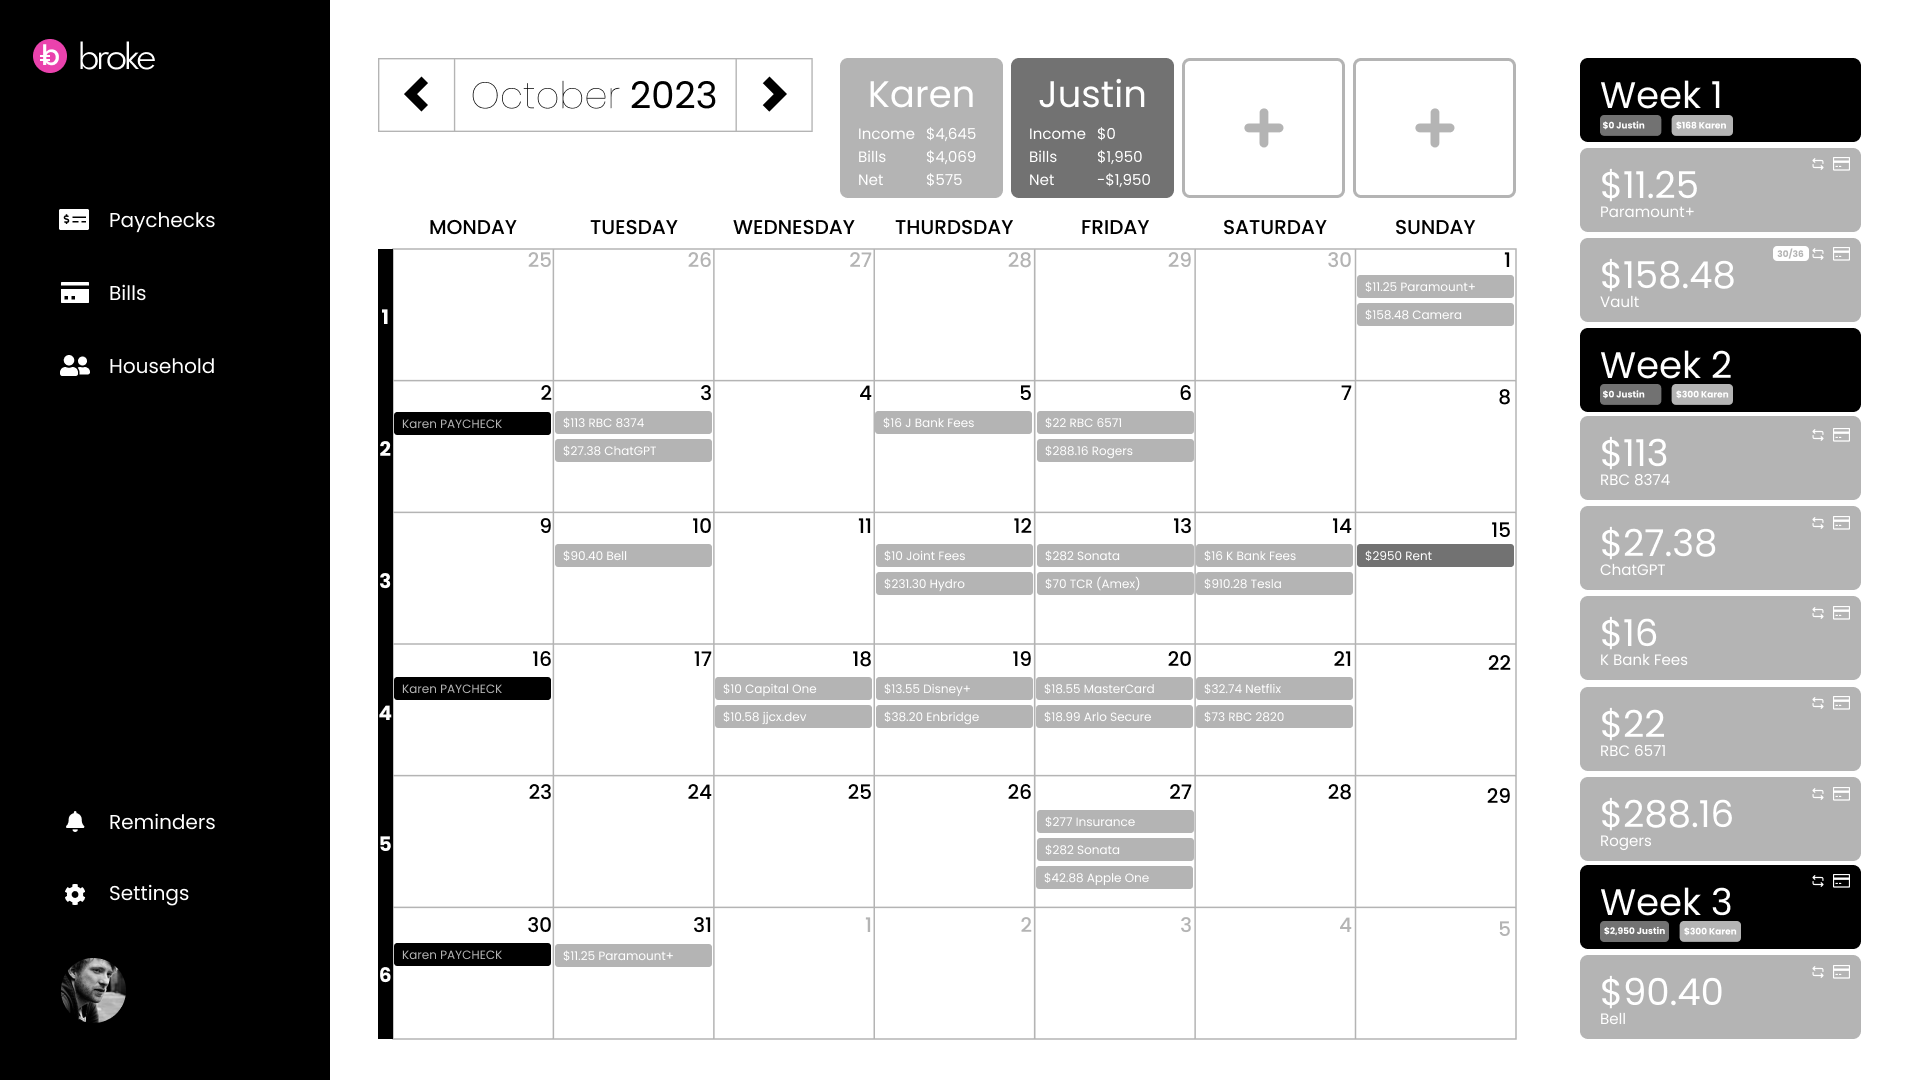 broke
Paychecks
Bills
Household
Reminders
Settings
October 2023
Karen
Income $4,645
Bills $4,069
Net $575
Justin
Income $0
Bills $1,950
Net -$1,950
MONDAY TUESDAY WEDNESDAY THURDSDAY FRIDAY SATURDAY SUNDAY
1
25 26 27 28 29 30 1
$11.25 Paramount+
$158.48 Camera
2
2 3 4 5 6 7 8
Karen PAYCHECK $113 RBC 8374 $16 J Bank Fees $22 RBC 6571
$27.38 ChatGPT $288.16 Rogers
3
9 10 11 12 13 14 15
$90.40 Bell $10 Joint Fees $282 Sonata $16 K Bank Fees $2950 Rent
$231.30 Hydro $70 TCR (Amex) $910.28 Tesla
4
16 17 18 19 20 21 22
Karen PAYCHECK $10 Capital One $13.55 Disney+ $18.55 MasterCard $32.74 Netflix
$10.58 jjcx.dev $38.20 Enbridge $18.99 Arlo Secure $73 RBC 2820
5
23 24 25 26 27 28 29
$277 Insurance
$282 Sonata
$42.88 Apple One
6
30 31 1 2 3 4 5
Karen PAYCHECK $11.25 Paramount+
Week 1
$0 Justin $168 Karen
$11.25
Paramount+
30/36
$158.48
Vault
Week 2
$0 Justin $300 Karen
$113
RBC 8374
$27.38
ChatGPT
$16
K Bank Fees
$22
RBC 6571
$288.16
Rogers
Week 3
$2,950 Justin $300 Karen
$90.40
Bell